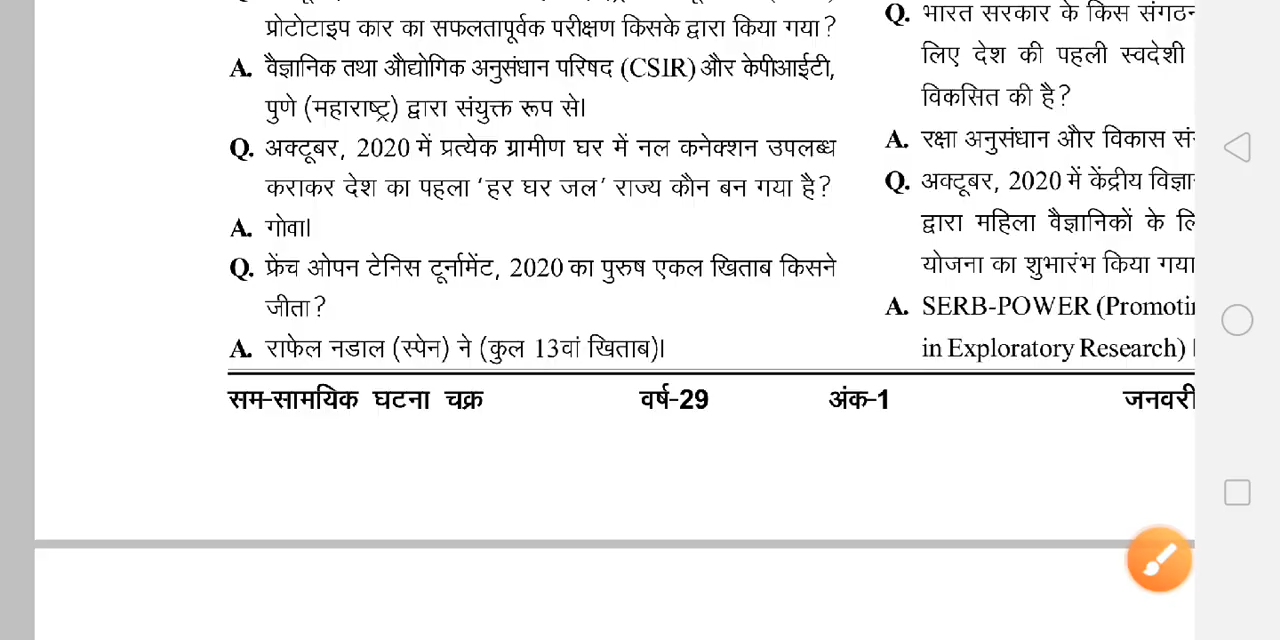 प्रोटोटाइप कार का सफलतापूर्वक परीक्षण किसके द्वारा किया गया?
A. वैज्ञानिक तथा औद्योगिक अनुसंधान परिषद (CSIR) और केपीआईटी,
पुणे (महाराष्ट्र) द्वारा संयुक्त रूप से।
Q. अक्टूबर, 2020 में प्रत्येक ग्रामीण घर में नल कनेक्शन उपलब्ध
कराकर देश का पहला ‘हर घर जल’ राज्य कौन बन गया है?
A. गोवा।
Q. फ्रेंच ओपन टेनिस टूर्नामेंट, 2020 का पुरुष एकल खिताब किसने
जीता?
A. राफेल नडाल (स्पेन) ने (कुल 13वां खिताब)।
Q. भारत सरकार के किस
लिए देश की पहली स्वदेशी
विकसित की है?
A. रक्षा अनुसंधान और विकास
Q. अक्टूबर, 2020 में केंद्रीय
द्वारा महिला वैज्ञानिकों के
योजना का शुभारंभ किया गया
A. SERB-POWER
in Exploratory Research)।
सम-सामयिक घटना चक्र वर्ष-29 अंक-1 जनवरी